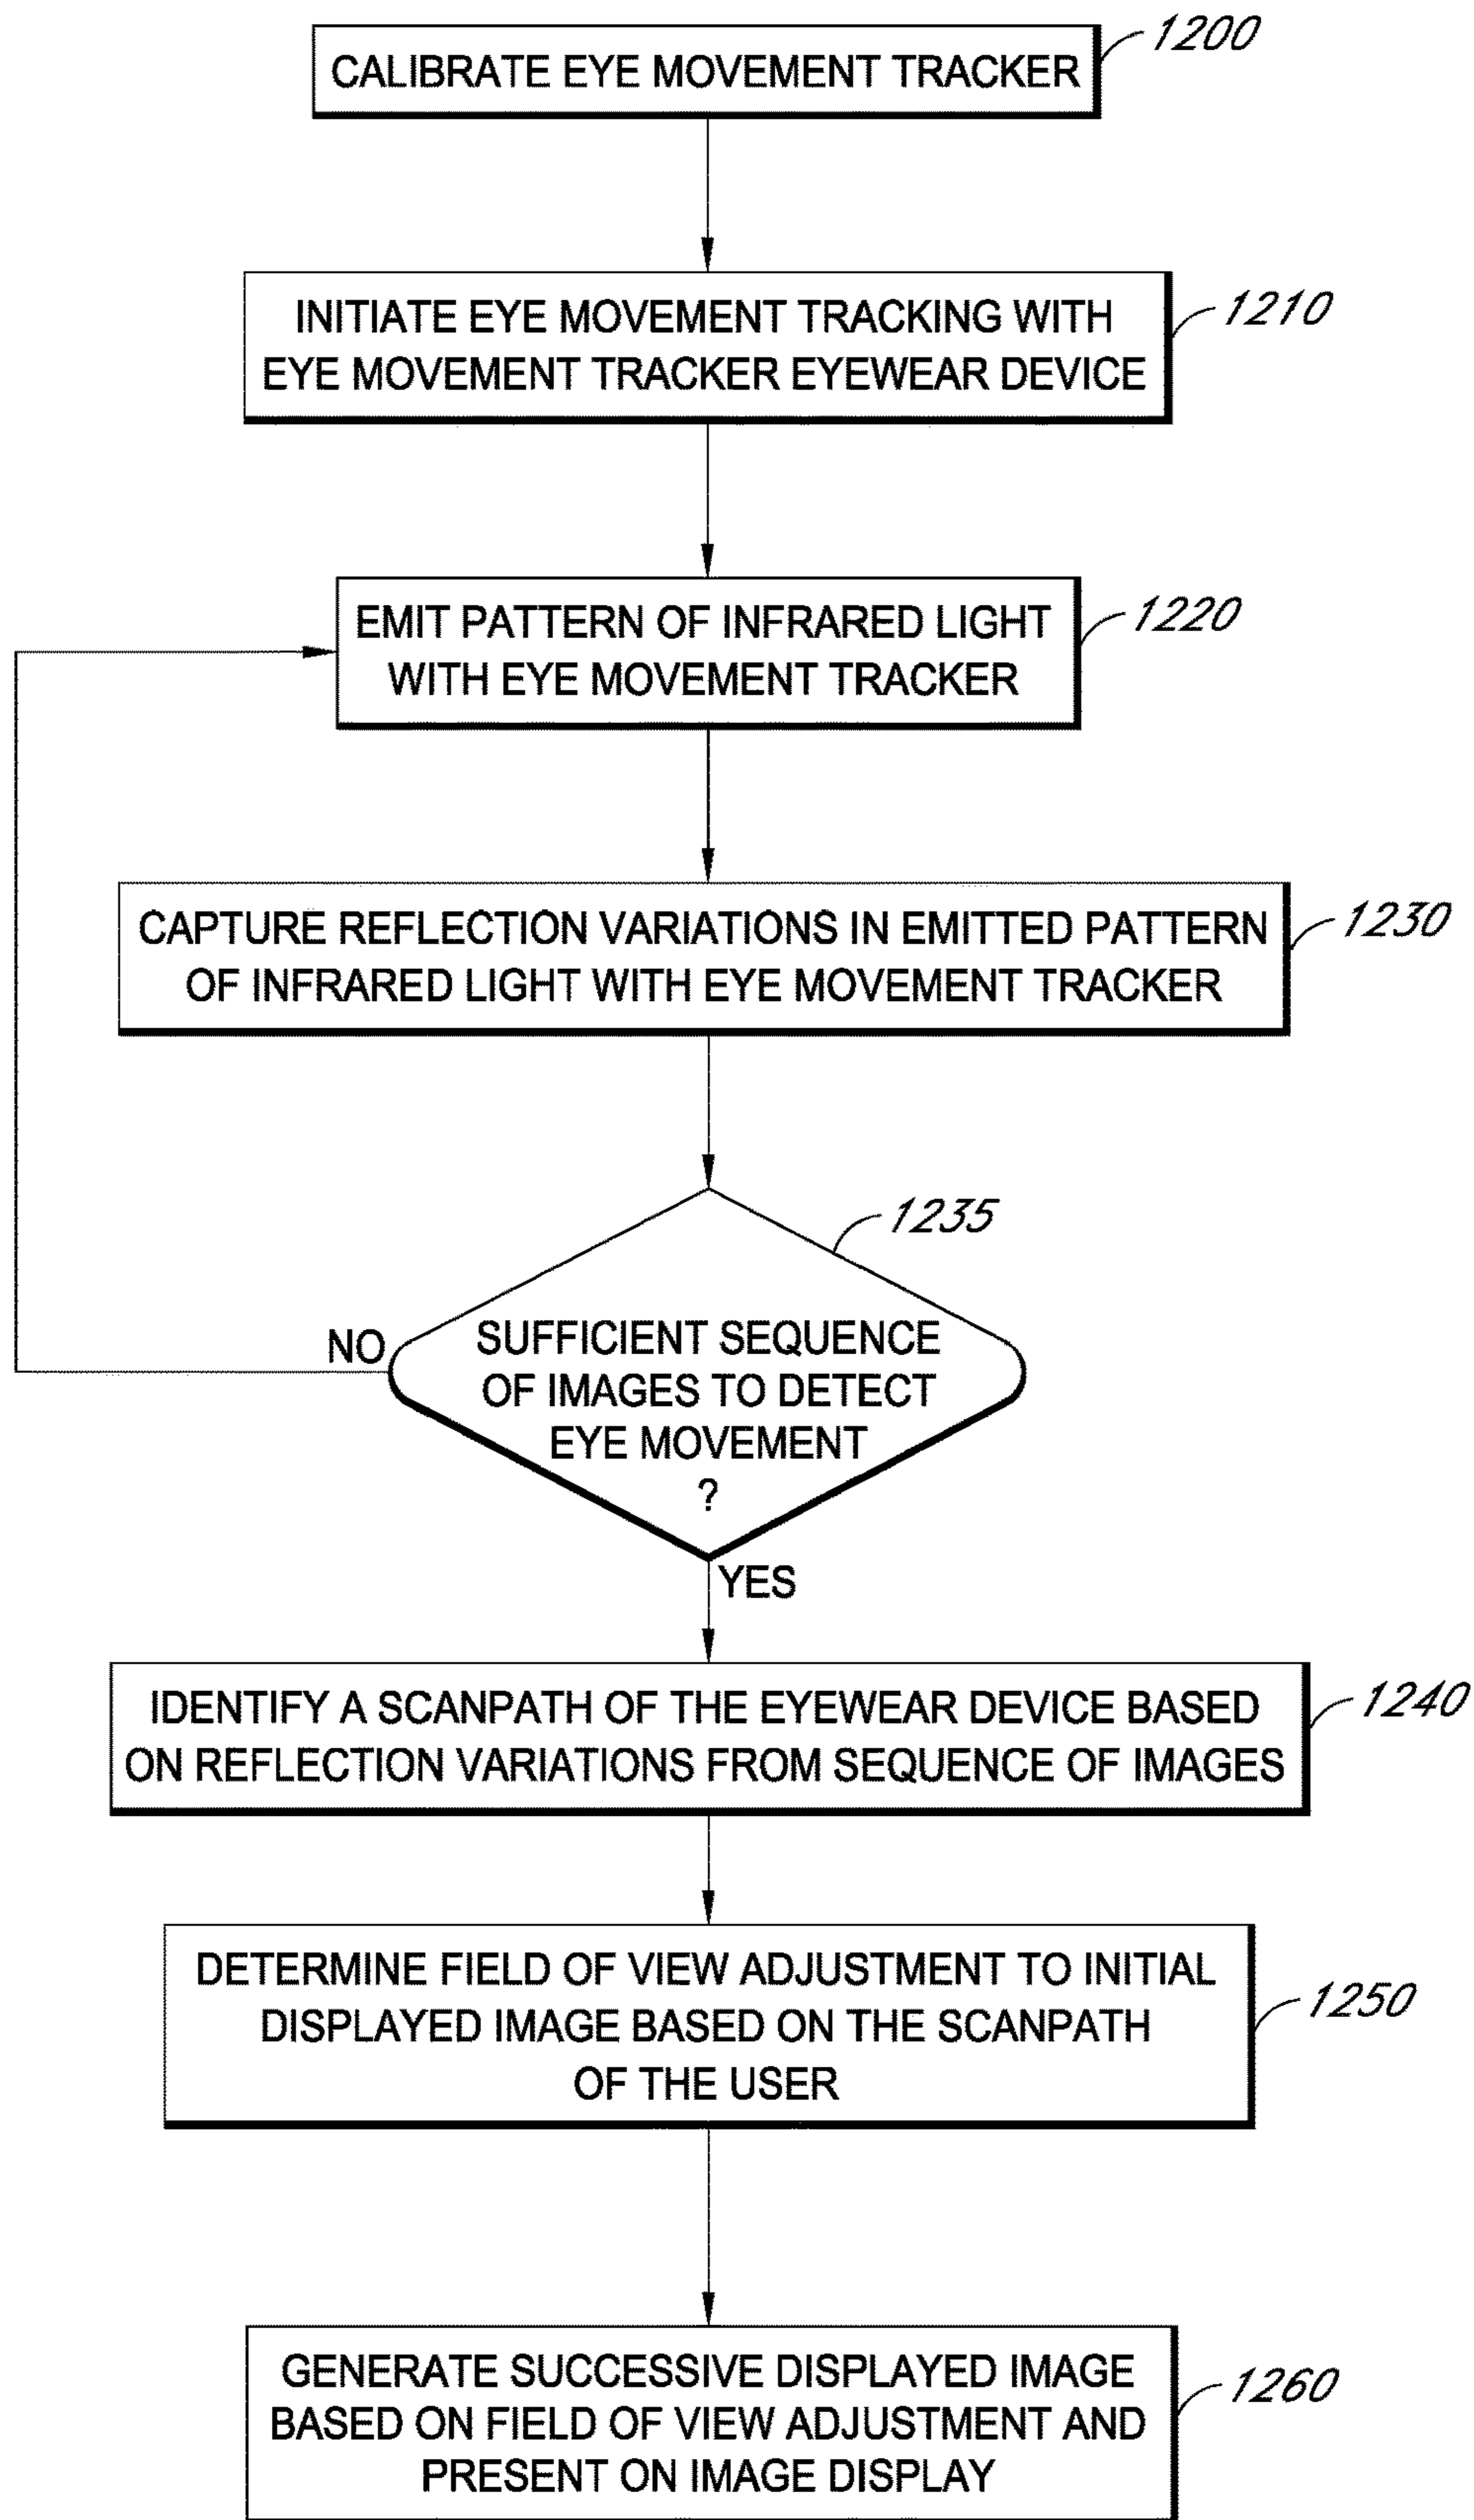 CALIBRATE EYE MOVEMENT TRACKER
1200
INITIATE EYE MOVEMENT TRACKING WITH
EYE MOVEMENT TRACKER EYEWEAR DEVICE
1210
EMIT PATTERN OF INFRARED LIGHT
WITH EYE MOVEMENT TRACKER
1220
CAPTURE REFLECTION VARIATIONS IN EMITTED PATTERN
OF INFRARED LIGHT WITH EYE MOVEMENT TRACKER
1230
1235
SUFFICIENT SEQUENCE
OF IMAGES TO DETECT
EYE MOVEMENT
?
NO
YES
IDENTIFY A SCANPATH OF THE EYEWEAR DEVICE BASED
ON REFLECTION VARIATIONS FROM SEQUENCE OF IMAGES
1240
DETERMINE FIELD OF VIEW ADJUSTMENT TO INITIAL
DISPLAYED IMAGE BASED ON THE SCANPATH
OF THE USER
1250
GENERATE SUCCESSIVE DISPLAYED IMAGE
BASED ON FIELD OF VIEW ADJUSTMENT AND
PRESENT ON IMAGE DISPLAY
1260